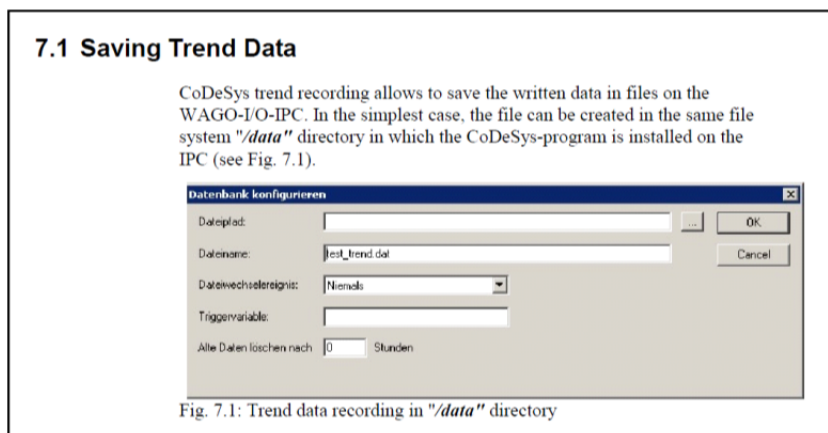 7.1 Saving Trend Data
CoDeSys trend recording allows to save the written data in files on the
WAGO-I/O-IPC. In the simplest case, the file can be created in the same file
system "/data" directory in which the CoDeSys-program is installed on the
IPC (see Fig. 7.1).
Datenbank konfigurieren
Dateipfad: ... OK
Dateiname: test_trend.dat Cancel
Dateiwechselereignis: Niemals
Triggervariable:
Alte Daten löschen nach 0 Stunden
Fig. 7.1: Trend data recording in "/data" directory